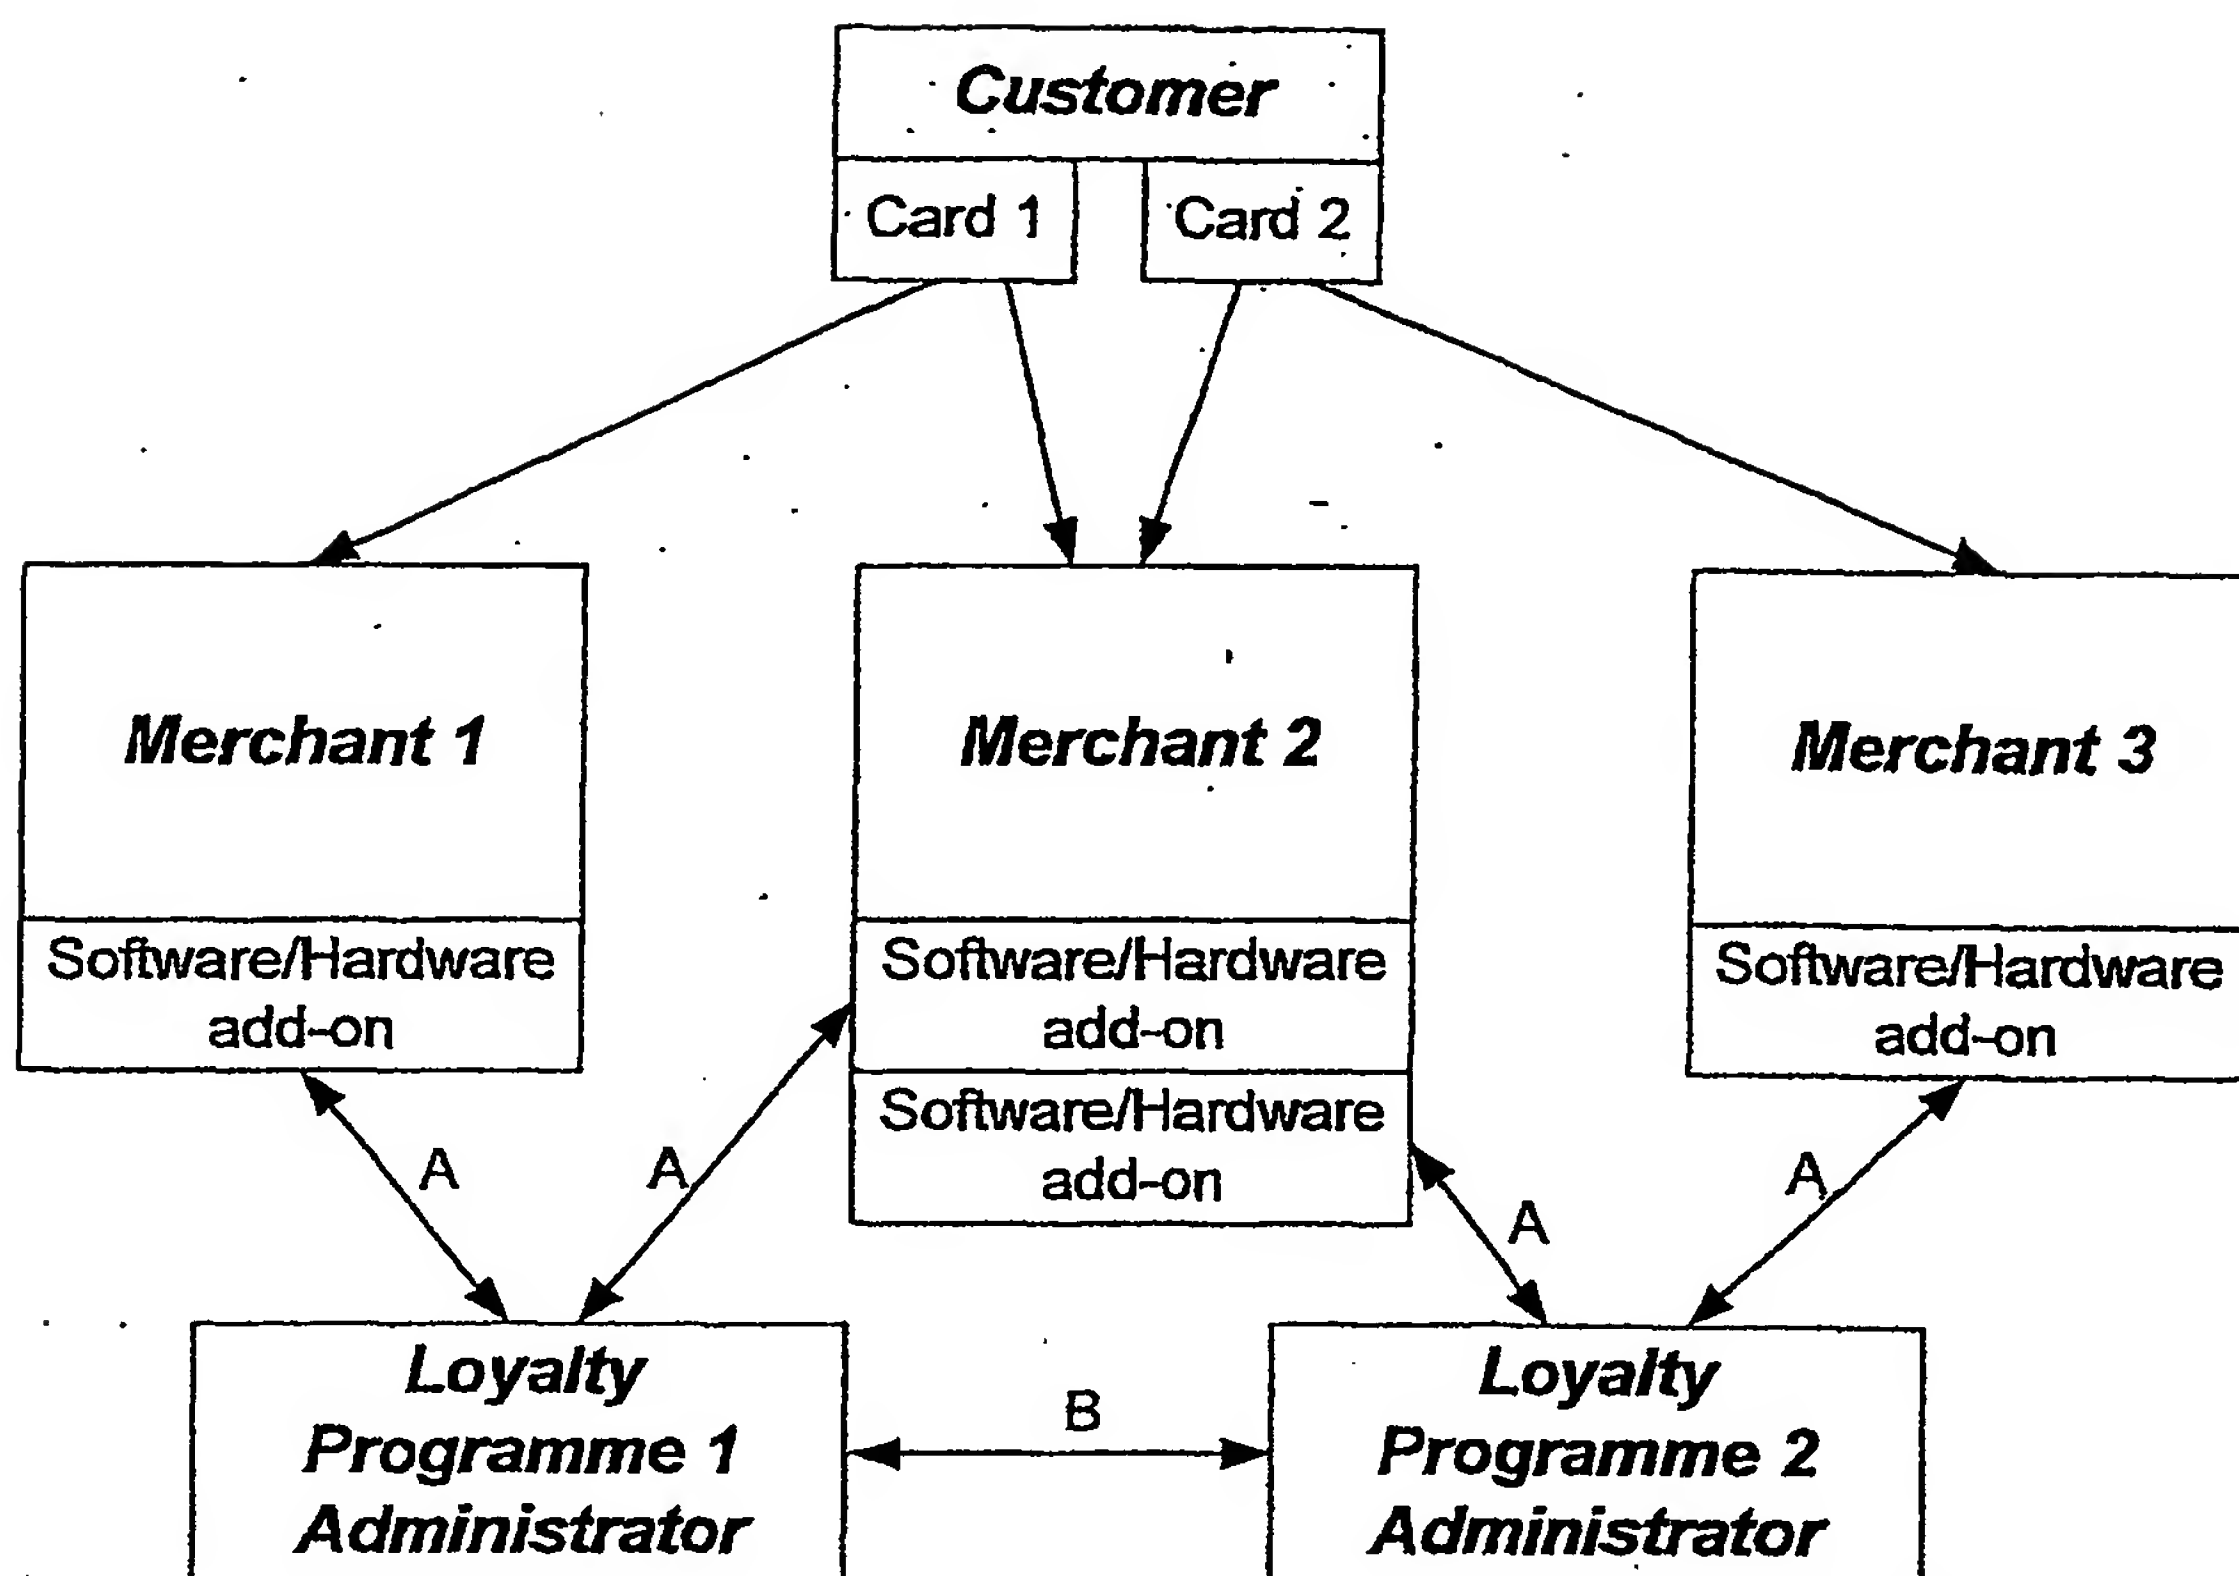 Customer
Card 1
Card 2
Merchant 1
Merchant 2
Merchant 3
Software/Hardware
add-on
Software/Hardware
add-on
Software/Hardware
add-on
Software/Hardware
add-on
A
A
A
A
Loyalty
Programme 1
Administrator
B
Loyalty
Programme 2
Administrator